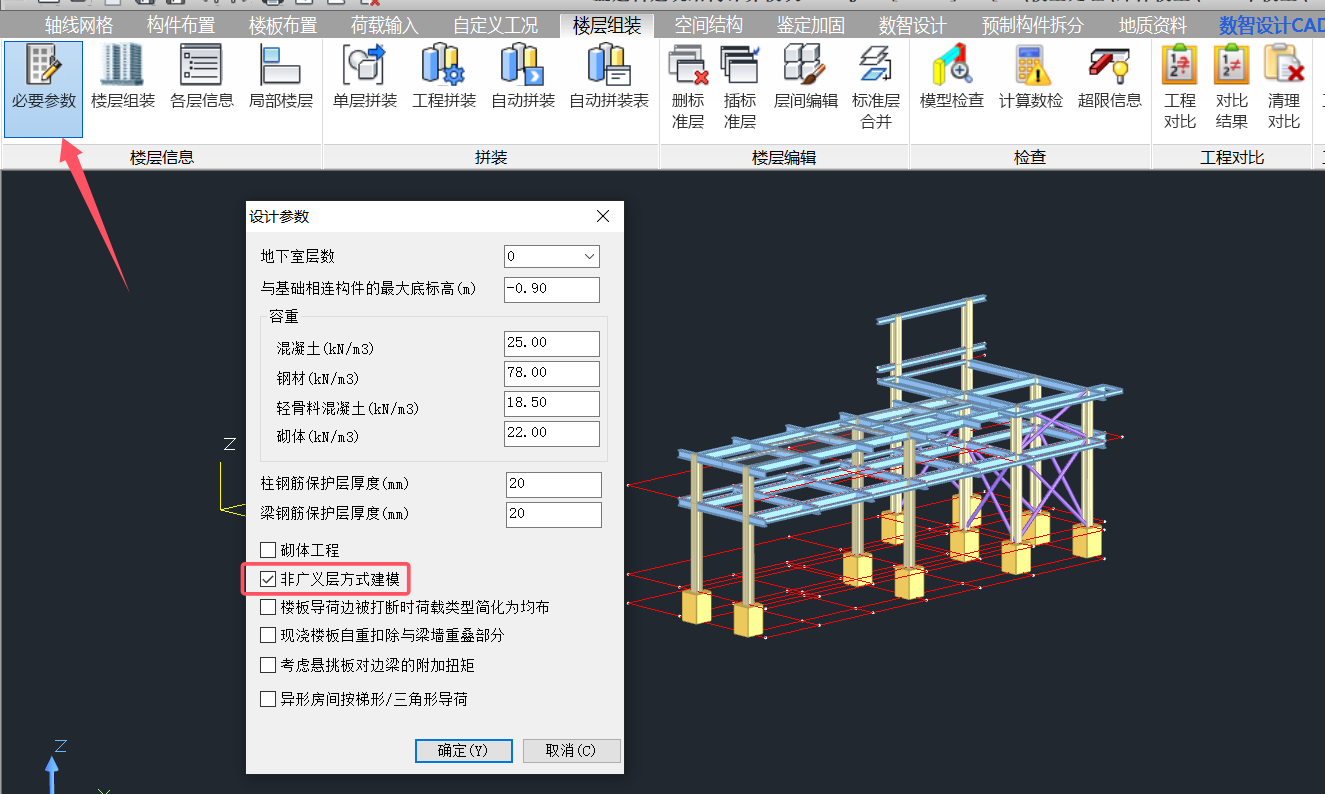 轴线网格 构件布置 楼板布置 荷载输入 自定义工况 楼层组装 空间结构 鉴定加固 数智设计 预制构件拆分 地质资料 数智设计CAD
必要参数 楼层组装 各层信息 局部楼层 单层拼装 工程拼装 自动拼装 自动拼装表 删标准层 插标准层 层间编辑 标准层合并 模型检查 计算数检 超限信息 工程对比 对比结果 清理对比
楼层信息 拼装 楼层编辑 检查 工程对比
设计参数
地下室层数 0
与基础相连构件的最大底标高(m) -0.90
容重
混凝土(kN/m3) 25.00
钢材(kN/m3) 78.00
轻骨料混凝土(kN/m3) 18.50
砌体(kN/m3) 22.00
柱钢筋保护层厚度(mm) 20
梁钢筋保护层厚度(mm) 20
砌体工程
非广义层方式建模
楼板导荷边被打断时荷载类型简化为均布
现浇楼板自重扣除与梁墙重叠部分
考虑悬挑板对边梁的附加扭矩
异形房间按梯形/三角形导荷
确定(Y) 取消(C)
Z
Z